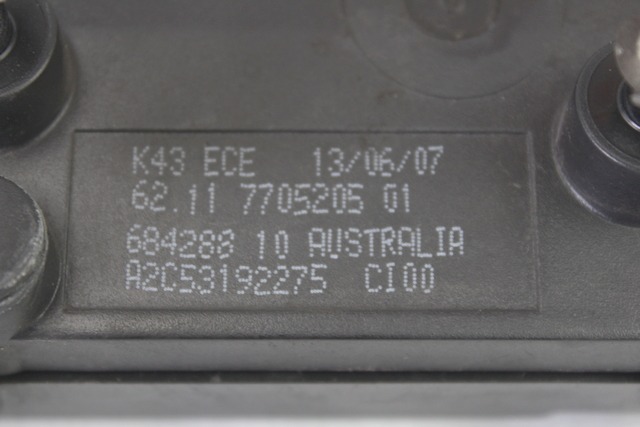 K43 ECE 13/06/07
62.11 7705205 01
684288 10 AUSTRALIA
A2C53192275 CI00